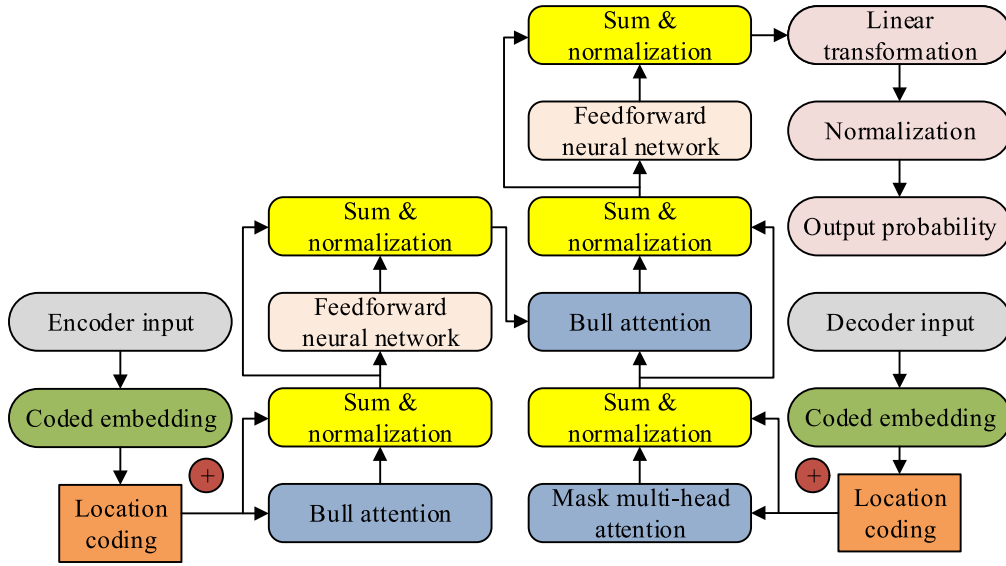 Sum &
normalization
Linear
transformation
Feedforward
neural network
Normalization
Sum &
normalization
Sum &
normalization
Output probability
Encoder input
Feedforward
neural network
Bull attention
Decoder input
Coded embedding
Sum &
normalization
Sum &
normalization
Coded embedding
+
+
Location
coding
Bull attention
Mask multi-head
attention
Location
coding